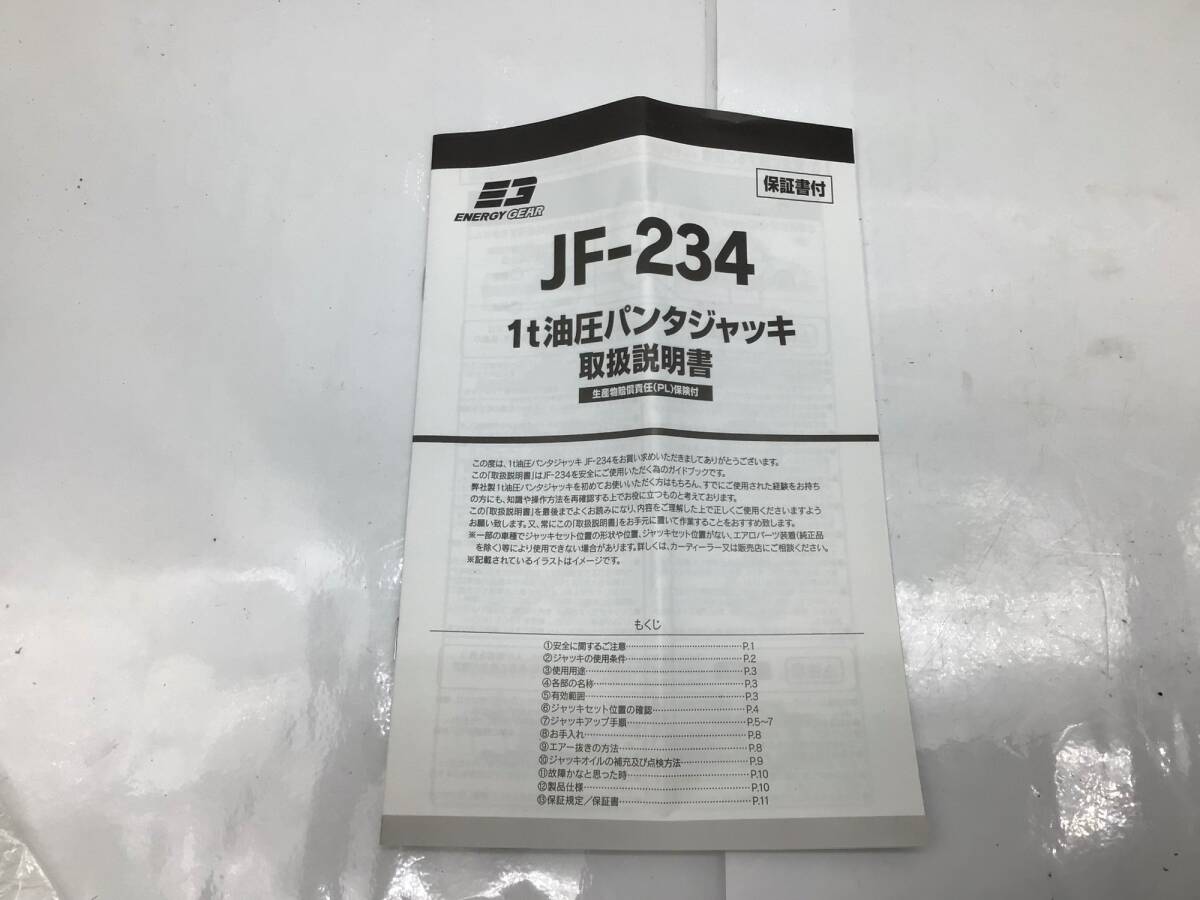 保証書付
ENERGY GEAR
JF-234
1t油圧パンタジャッキ
取扱説明書
生産物賠償責任(PL)保険付
この度は、1t油圧パンタジャッキ JF-234をお買い求めいただきましてありがとうございます。
この「取扱説明書」はJF-234を安全にご使用いただく為のガイドブックです。
弊社製1t油圧パンタジャッキを初めてお使いいただく方はもちろん、すでにご使用された経験をお持ち
の方にも、知識や操作方法を再確認する上でお役に立つものと考えております。
この「取扱説明書」を最後までよくお読みになり、内容をご理解した上で正しくご使用くださいますよう
お願い致します。又、常にこの「取扱説明書」をお手元に置いて作業することをおすすめ致します。
※一部の車種でジャッキセット位置の形状や位置、ジャッキセット位置がない、エアロパーツ装着(純正品
を除く)等により使用できない場合があります。詳しくは、カーディーラー又は販売店にご相談ください。
※記載されているイラストはイメージです。
もくじ
①安全に関するご注意 P.1
②ジャッキの使用条件 P.2
③使用用途 P.3
④各部の名称 P.3
⑤有効範囲 P.3
⑥ジャッキセット位置の確認 P.4
⑦ジャッキアップ手順 P.5~7
⑧お手入れ P.8
⑨エアー抜きの方法 P.8
⑩ジャッキオイルの補充及び点検方法 P.9
⑪故障かなと思った時 P.10
⑫製品仕様 P.10
⑬保証規定/保証書 P.11